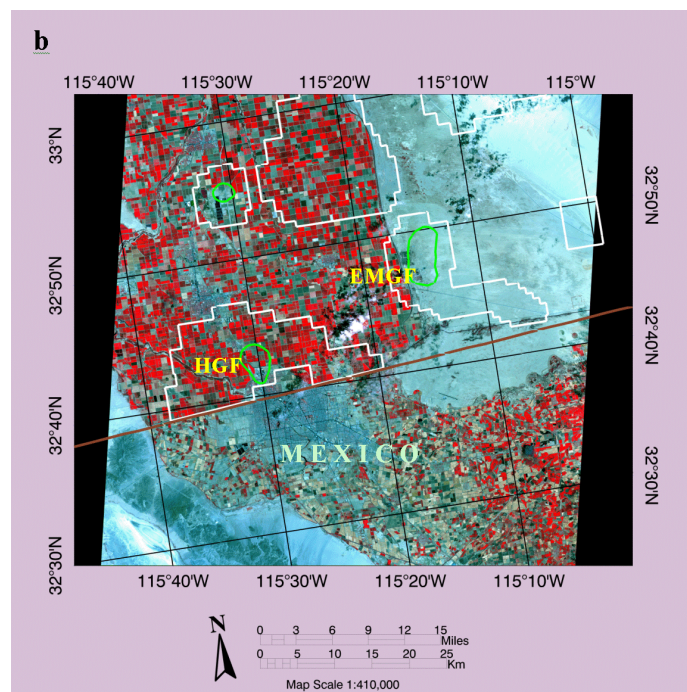 b
115°40'W 115°30'W 115°20'W 115°10'W 115°W
33°N
32°50'N
32°50'N
EMGF
32°40'N
HGF
32°40'N
MEXICO
32°30'N
32°30'N
115°40'W 115°30'W 115°20'W 115°10'W
N
0 3 6 9 12 15
Miles
0 5 10 15 20 25
Km
Map Scale 1:410,000